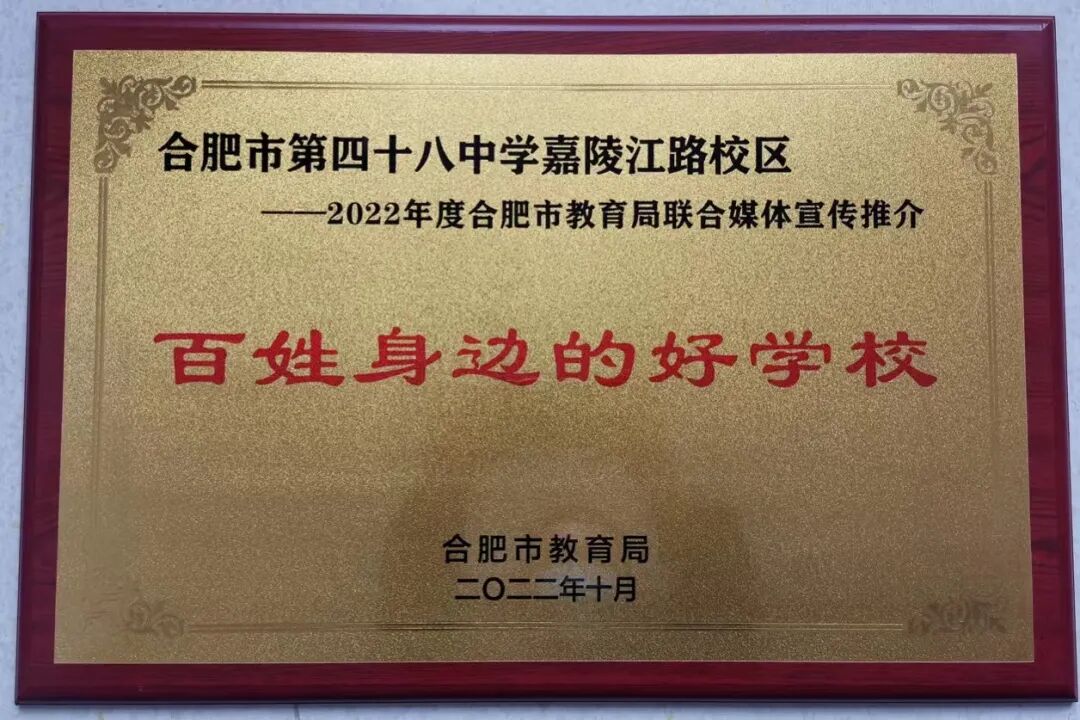 合肥市第四十八中学嘉陵江路校区
——2022年度合肥市教育局联合媒体宣传推介
百姓身边的好学校
合肥市教育局
二〇二二年十月